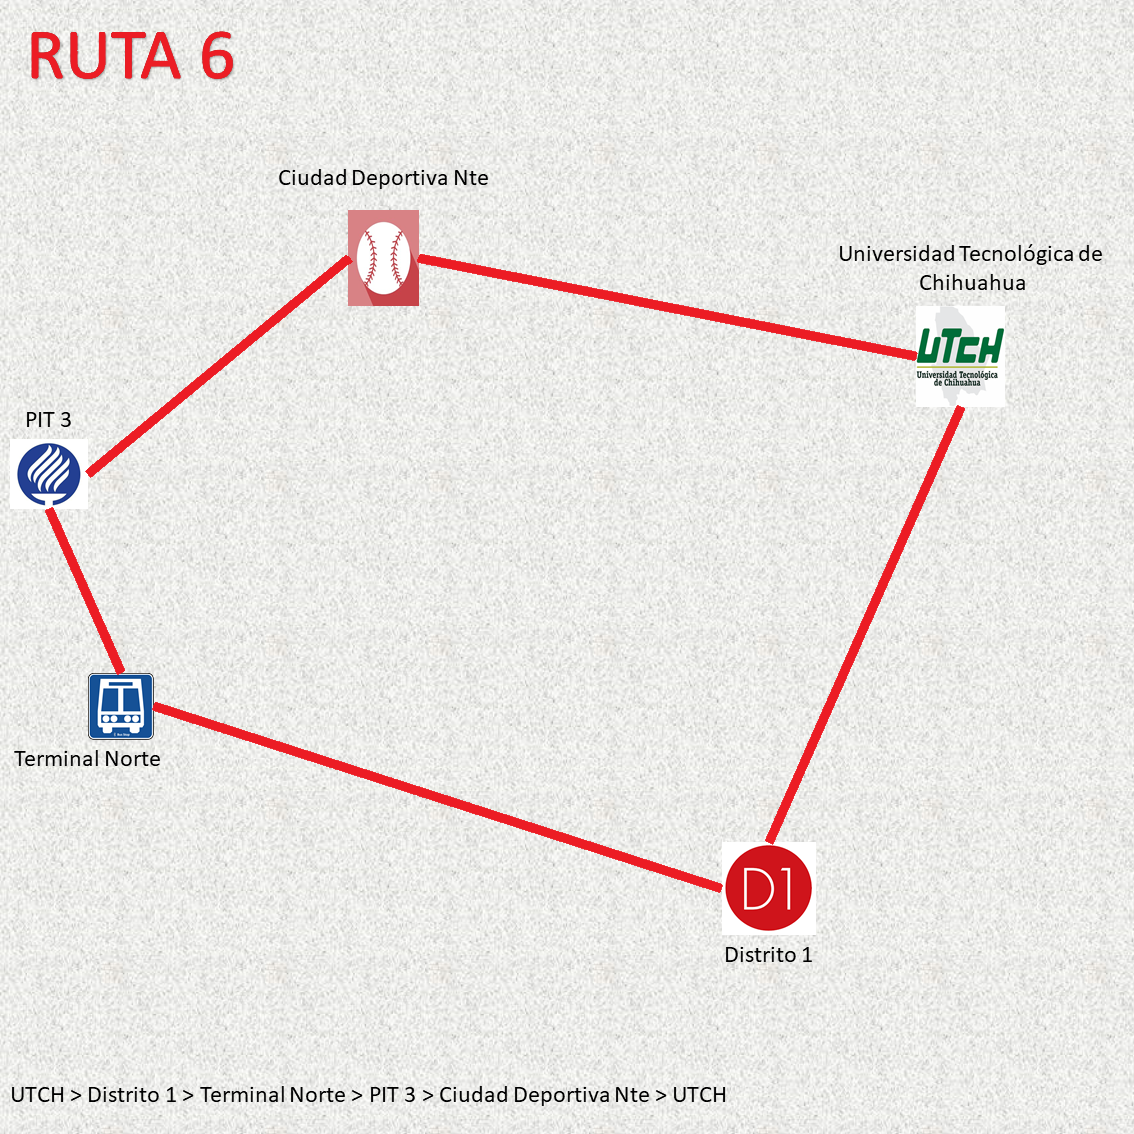 RUTA 6
Ciudad Deportiva Nte
Universidad Tecnológica de
Chihuahua
UTCH
Universidad Tecnológica
de Chihuahua
PIT 3
Terminal Norte
D1
Distrito 1
UTCH > Distrito 1 > Terminal Norte > PIT 3 > Ciudad Deportiva Nte > UTCH